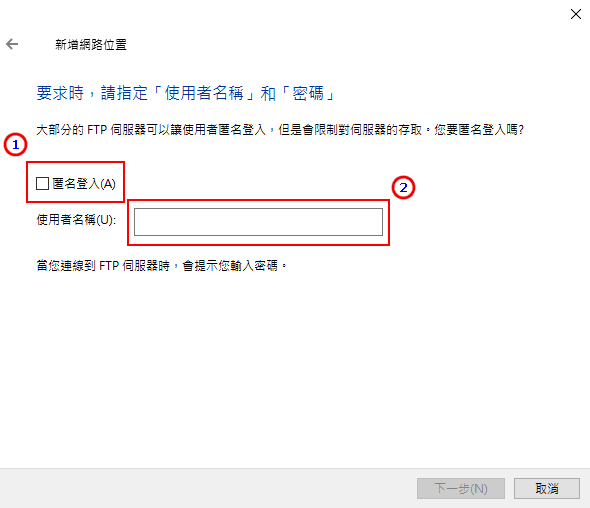 新增網路位置
要求時，請指定「使用者名稱」和「密碼」
大部分的 FTP 伺服器可以讓使用者匿名登入，但是會限制對伺服器的存取。您要匿名登入嗎?
1
匿名登入(A)
2
使用者名稱(U):
當您連線到 FTP 伺服器時，會提示您輸入密碼。
下一步(N)
取消